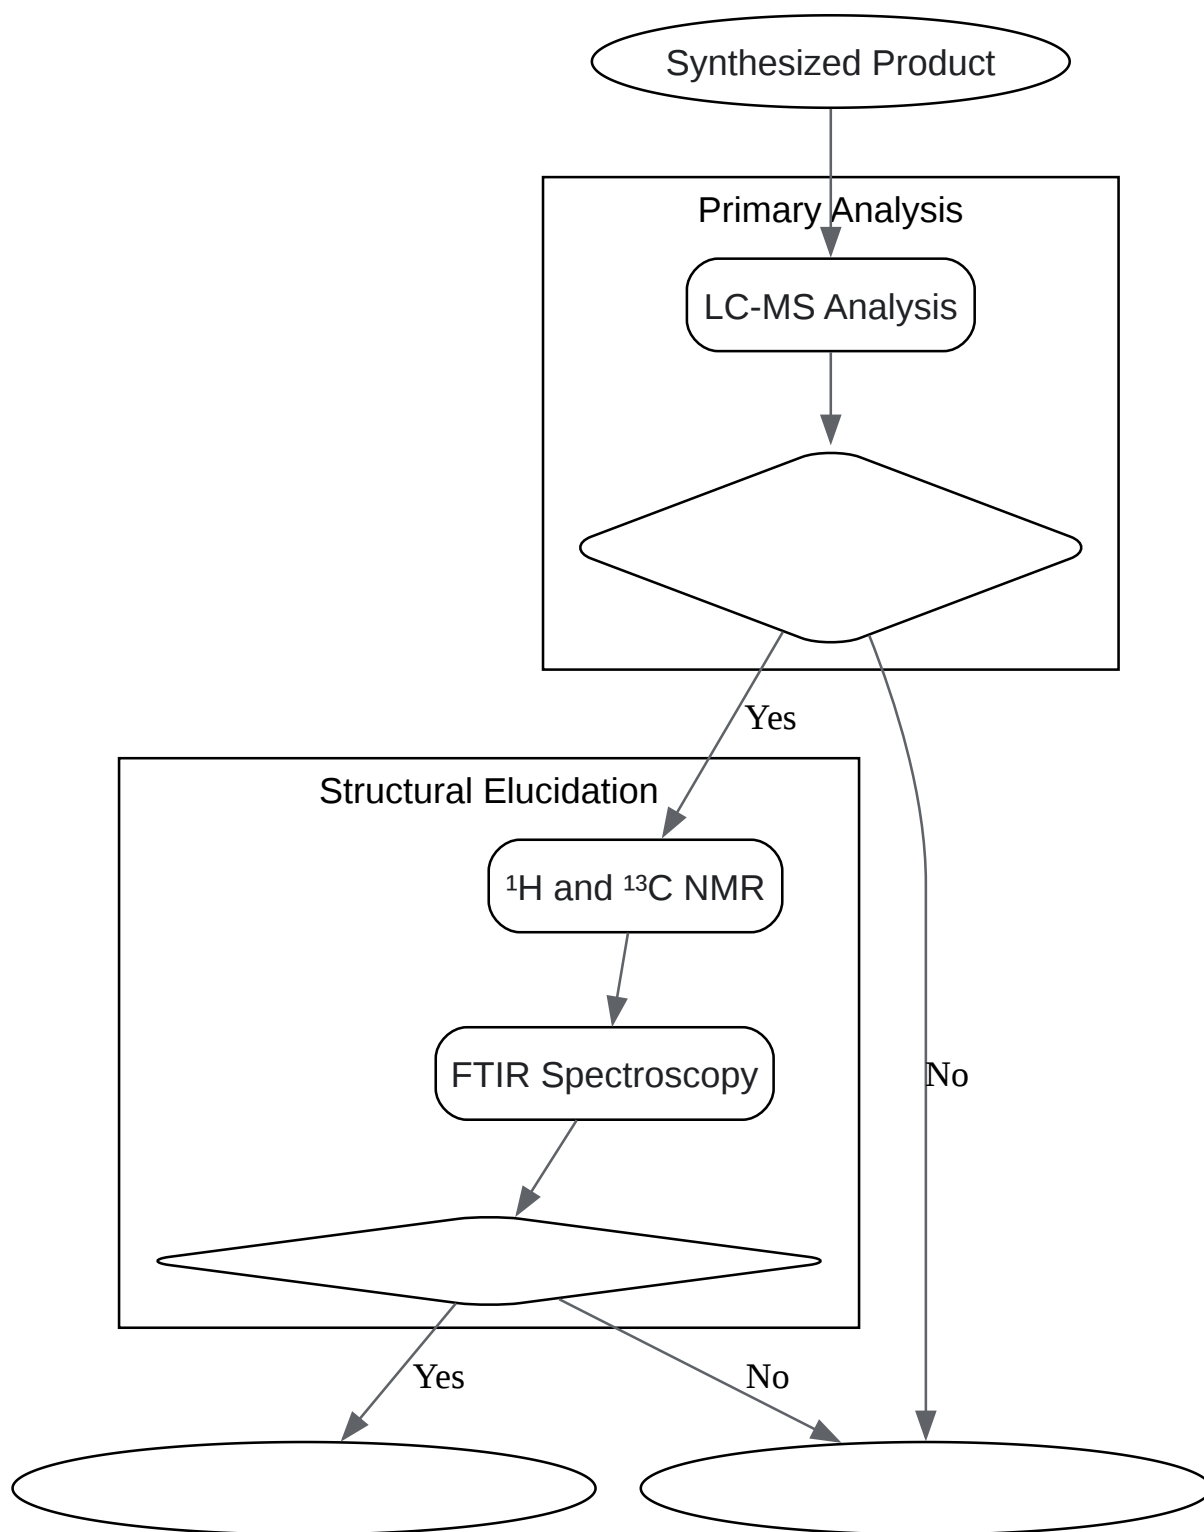 Synthesized Product
Primary Analysis
LC-MS Analysis
Yes
Structural Elucidation
¹H and ¹³C NMR
FTIR Spectroscopy
No
Yes
No